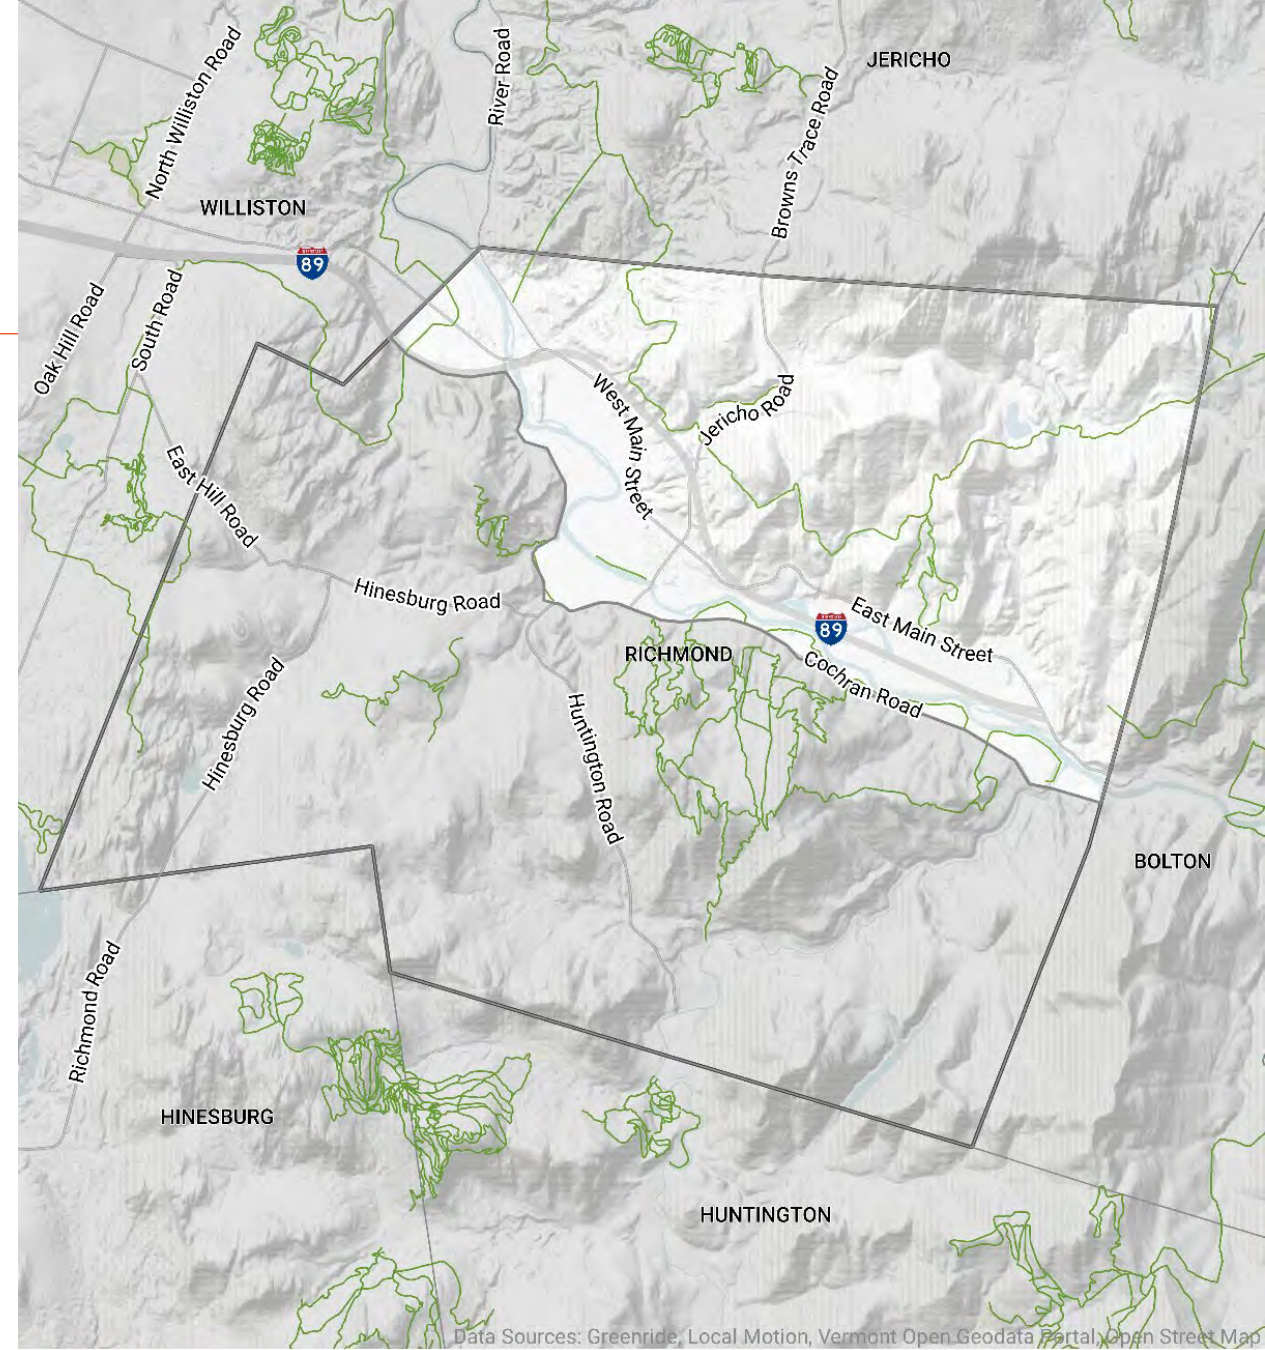 JERICHO
North Williston Road
River Road
Browns Trace Road
WILLISTON
89
Oak Hill Road
South Road
West Main Street
Jericho Road
East Hill Road
Hinesburg Road
East Main Street
89
RICHMOND
Cochran Road
Hinesburg Road
Huntington Road
BOLTON
Richmond Road
HINESBURG
HUNTINGTON
Data Sources: Greenride, Local Motion, Vermont Open Geodata Portal, Open Street Map